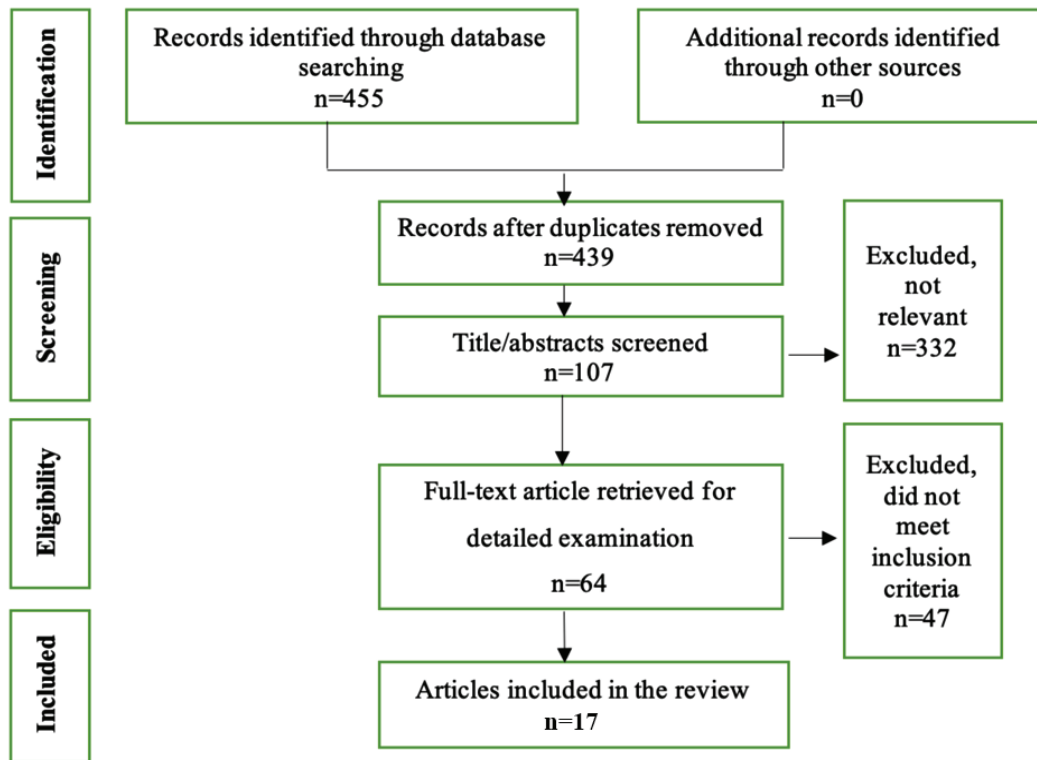 Identification
Records identified through database
searching
n=455
Additional records identified
through other sources
n=0
Screening
Records after duplicates removed
n=439
Title/abstracts screened
n=107
Excluded,
not
relevant
n=332
Eligibility
Full-text article retrieved for
detailed examination
n=64
Excluded,
did not
meet
inclusion
criteria
n=47
Included
Articles included in the review
n=17